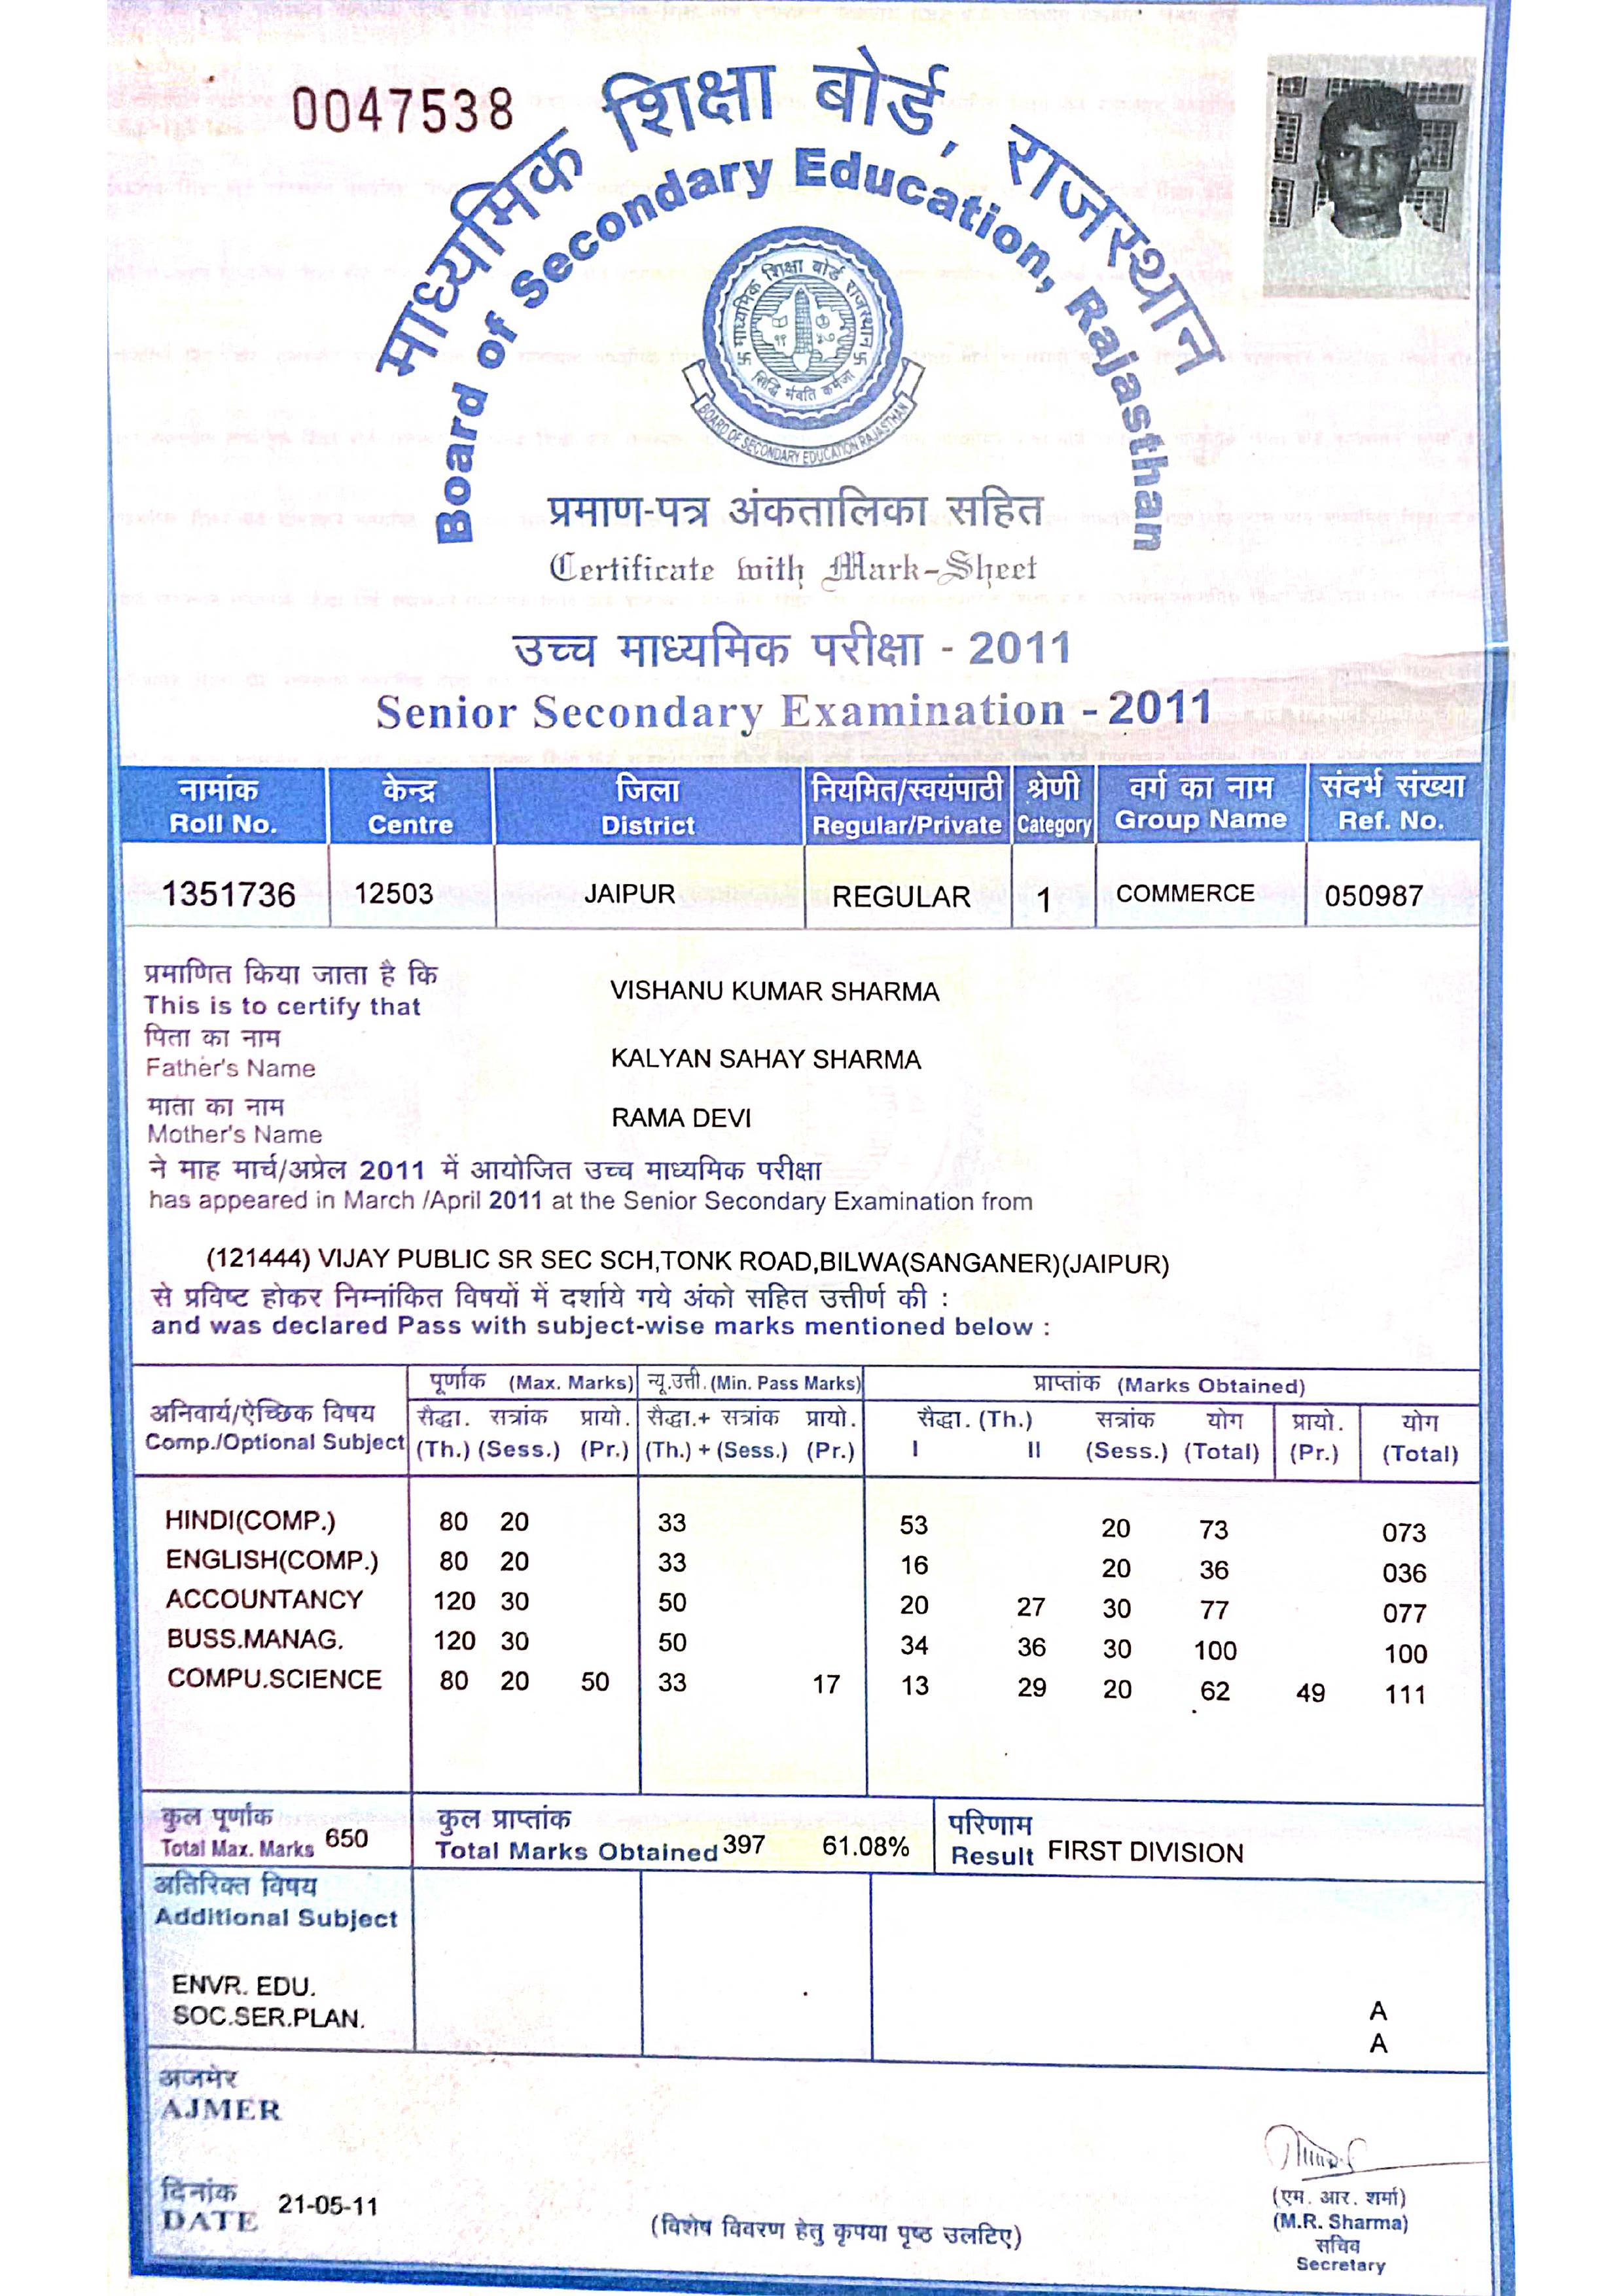 0047538
माध्यमिक शिक्षा बोर्ड, राजस्थान
Board of Secondary Education, Rajasthan
माध्यमिक शिक्षा बोर्ड राजस्थान
१९ ५७
सिद्धि र्भवति कर्मजा
BOARD OF SECONDARY EDUCATION RAJASTHAN
प्रमाण-पत्र अंकतालिका सहित
Certificate with Mark-Sheet
उच्च माध्यमिक परीक्षा - 2011
Senior Secondary Examination - 2011
नामांक केन्द्र जिला नियमित/स्वयंपाठी श्रेणी वर्ग का नाम संदर्भ संख्या
Roll No. Centre District Regular/Private Category Group Name Ref. No.
1351736 12503 JAIPUR REGULAR 1 COMMERCE 050987
प्रमाणित किया जाता है कि
This is to certify that VISHANU KUMAR SHARMA
पिता का नाम
Father's Name KALYAN SAHAY SHARMA
माता का नाम
Mother's Name RAMA DEVI
ने माह मार्च/अप्रेल 2011 में आयोजित उच्च माध्यमिक परीक्षा
has appeared in March /April 2011 at the Senior Secondary Examination from
(121444) VIJAY PUBLIC SR SEC SCH,TONK ROAD,BILWA(SANGANER)(JAIPUR)
से प्रविष्ट होकर निम्नांकित विषयों में दर्शाये गये अंको सहित उत्तीर्ण की :
and was declared Pass with subject-wise marks mentioned below :
पूर्णांक (Max. Marks) न्यू.उत्ती. (Min. Pass Marks) प्राप्तांक (Marks Obtained)
अनिवार्य/ऐच्छिक विषय सैद्धा. सत्रांक प्रायो. सैद्धा.+ सत्रांक प्रायो. सैद्धा. (Th.) सत्रांक योग प्रायो. योग
Comp./Optional Subject (Th.) (Sess.) (Pr.) (Th.) + (Sess.) (Pr.) I II (Sess.) (Total) (Pr.) (Total)
HINDI(COMP.) 80 20 33 53 20 73 073
ENGLISH(COMP.) 80 20 33 16 20 36 036
ACCOUNTANCY 120 30 50 20 27 30 77 077
BUSS.MANAG. 120 30 50 34 36 30 100 100
COMPU.SCIENCE 80 20 50 33 17 13 29 20 62 49 111
कुल पूर्णांक कुल प्राप्तांक परिणाम
Total Max. Marks 650 Total Marks Obtained 397 61.08% Result FIRST DIVISION
अतिरिक्त विषय
Additional Subject
ENVR. EDU. A
SOC.SER.PLAN. A
अजमेर
AJMER
दिनांक
DATE 21-05-11
(विशेष विवरण हेतु कृपया पृष्ठ उलटिए)
(एम. आर. शर्मा)
(M.R. Sharma)
सचिव
Secretary